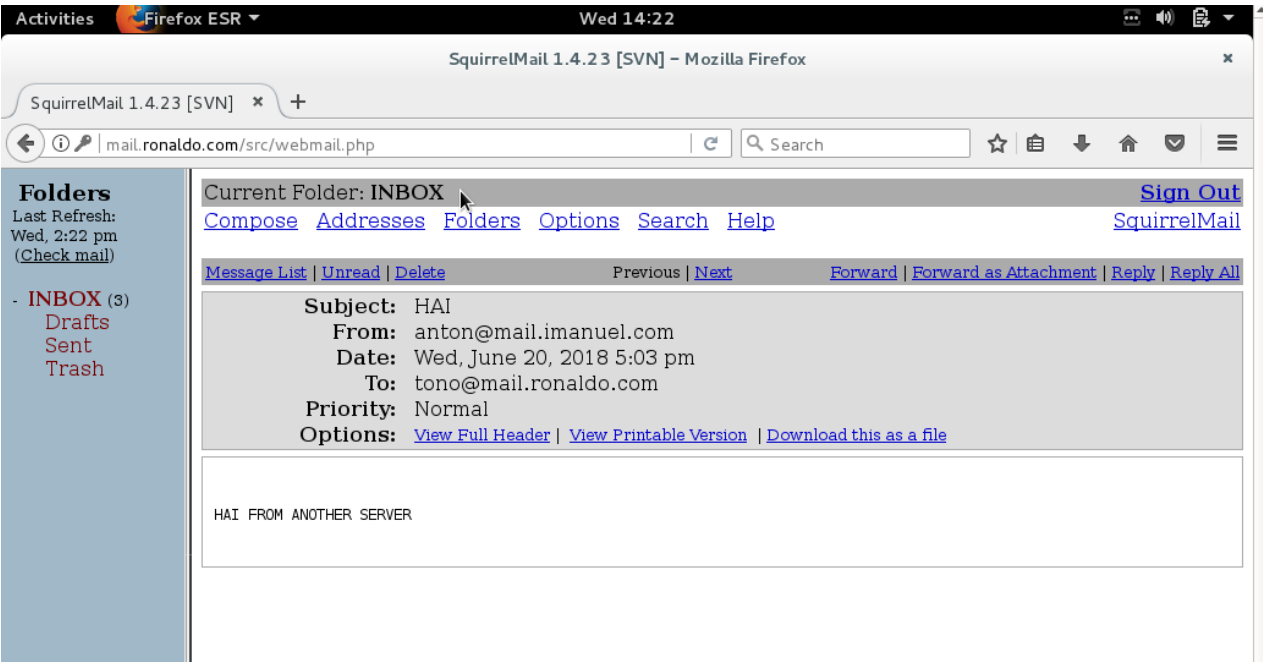 Activities Firefox ESR Wed 14:22
SquirrelMail 1.4.23 [SVN] – Mozilla Firefox
SquirrelMail 1.4.23 [SVN]
mail.ronaldo.com/src/webmail.php Search
Folders
Last Refresh:
Wed, 2:22 pm
(Check mail)
- INBOX (3)
Drafts
Sent
Trash
Current Folder: INBOX Sign Out
Compose Addresses Folders Options Search Help SquirrelMail
Message List | Unread | Delete Previous | Next Forward | Forward as Attachment | Reply | Reply All
Subject: HAI
From: anton@mail.imanuel.com
Date: Wed, June 20, 2018 5:03 pm
To: tono@mail.ronaldo.com
Priority: Normal
Options: View Full Header | View Printable Version | Download this as a file
HAI FROM ANOTHER SERVER